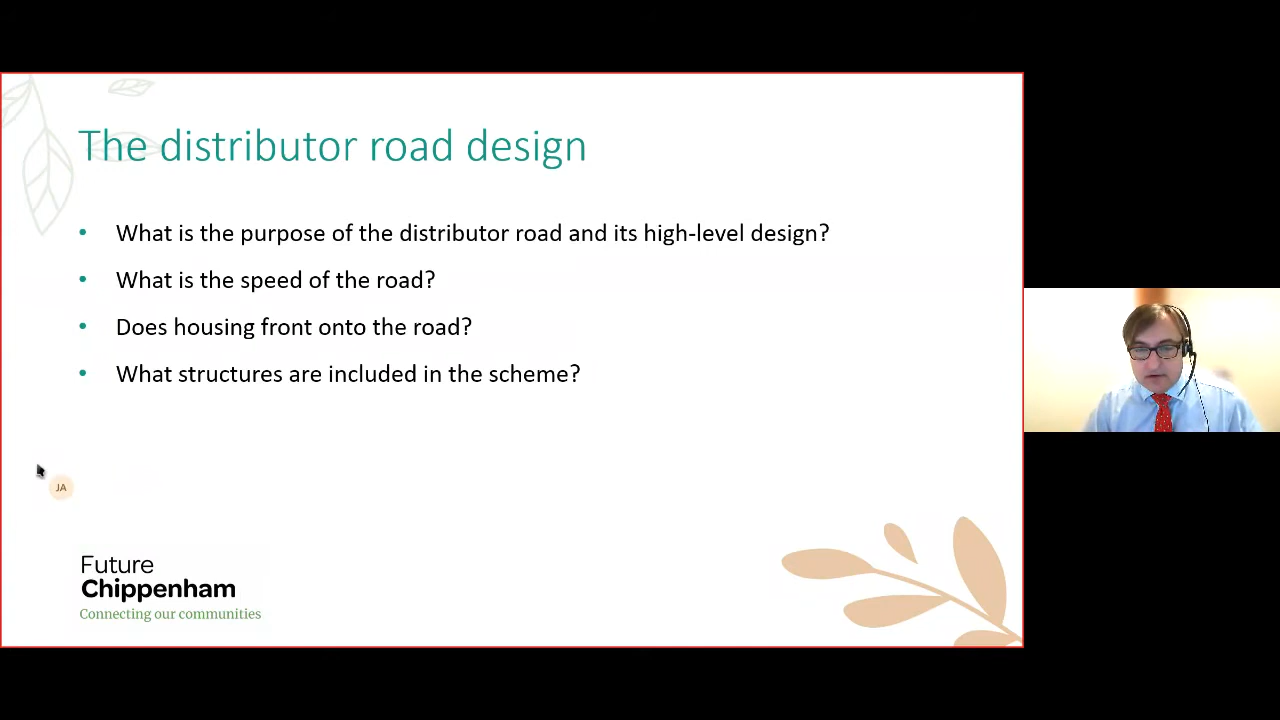 The distributor road design
• What is the purpose of the distributor road and its high-level design?
• What is the speed of the road?
• Does housing front onto the road?
• What structures are included in the scheme?
JA
Future
Chippenham
Connecting our communities